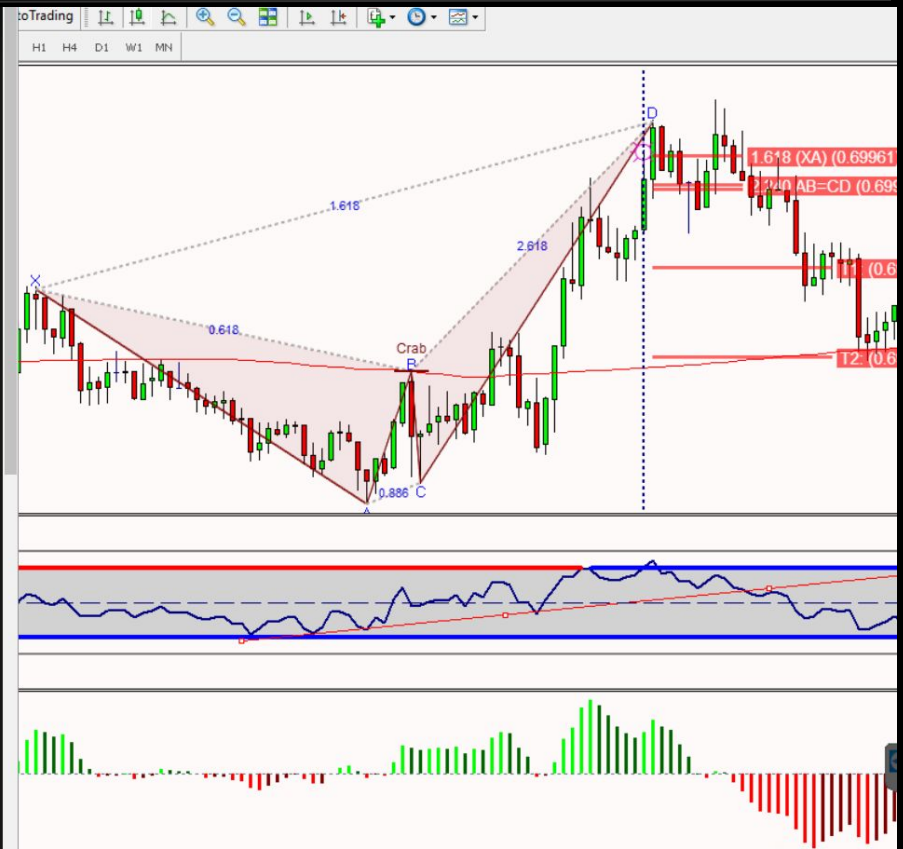 toTrading
H1 H4 D1 W1 MN
D
1.618 (XA) (0.69961
AB=CD (0.699
1.618
2.618
X
(0.6
0.618
Crab
B
T2: (0.6
0.886 C
A